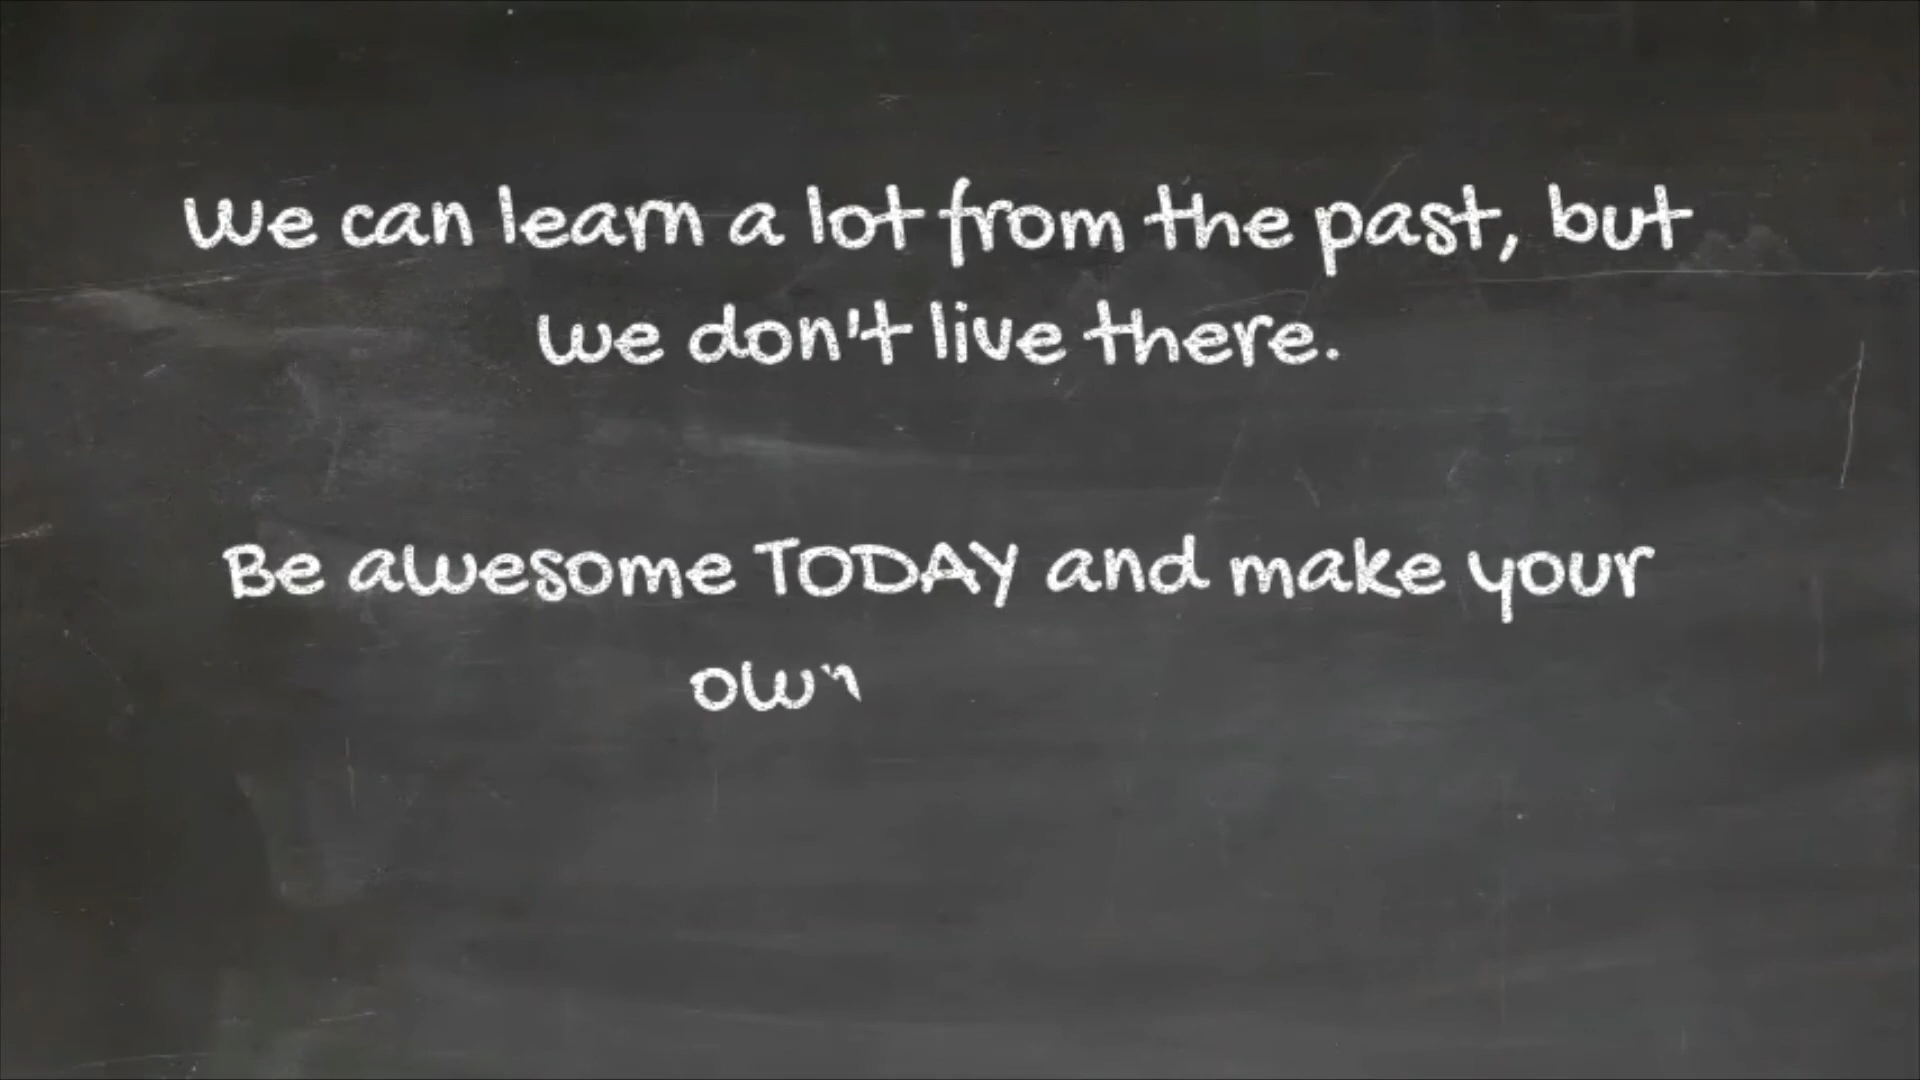 We can learn a lot from the past, but
we don't live there.
Be awesome TODAY and make your
own